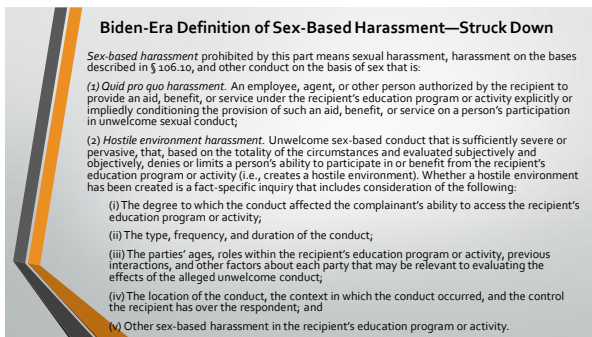 Biden-Era Definition of Sex-Based Harassment—Struck Down
Sex-based harassment prohibited by this part means sexual harassment, harassment on the bases
described in § 106.10, and other conduct on the basis of sex that is:
(1) Quid pro quo harassment. An employee, agent, or other person authorized by the recipient to
provide an aid, benefit, or service under the recipient's education program or activity explicitly or
impliedly conditioning the provision of such an aid, benefit, or service on a person's participation
in unwelcome sexual conduct;
(2) Hostile environment harassment. Unwelcome sex-based conduct that is sufficiently severe or
pervasive, that, based on the totality of the circumstances and evaluated subjectively and
objectively, denies or limits a person's ability to participate in or benefit from the recipient's
education program or activity (i.e., creates a hostile environment). Whether a hostile environment
has been created is a fact-specific inquiry that includes consideration of the following:
(i) The degree to which the conduct affected the complainant's ability to access the recipient's
education program or activity;
(ii) The type, frequency, and duration of the conduct;
(iii) The parties' ages, roles within the recipient's education program or activity, previous
interactions, and other factors about each party that may be relevant to evaluating the
effects of the alleged unwelcome conduct;
(iv) The location of the conduct, the context in which the conduct occurred, and the control
the recipient has over the respondent; and
(v) Other sex-based harassment in the recipient's education program or activity.